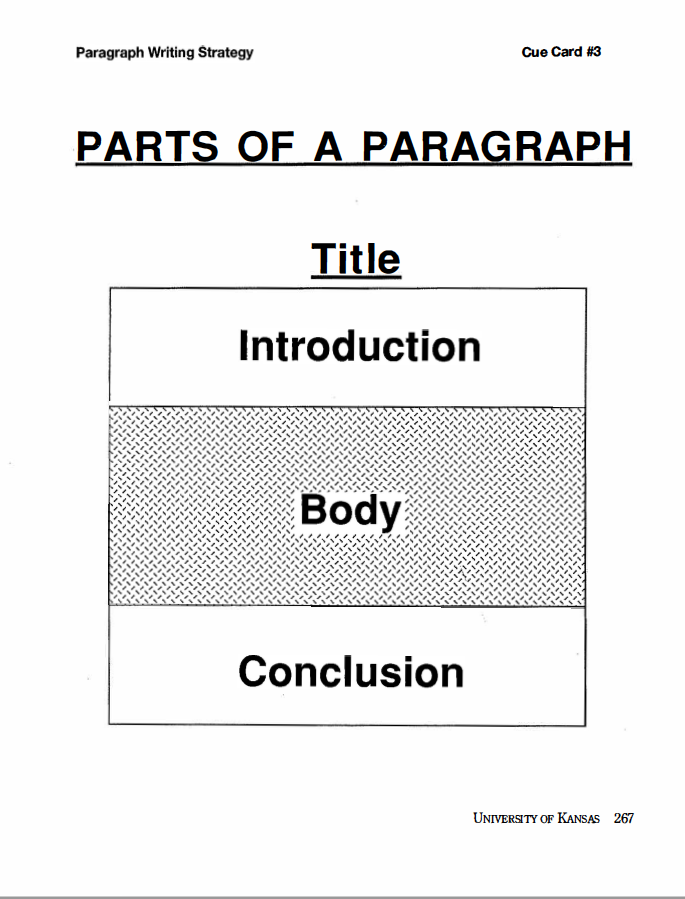 Paragraph Writing Strategy Cue Card #3
PARTS OF A PARAGRAPH
Title
Introduction
Body
Conclusion
UNIVERSITY OF KANSAS 267